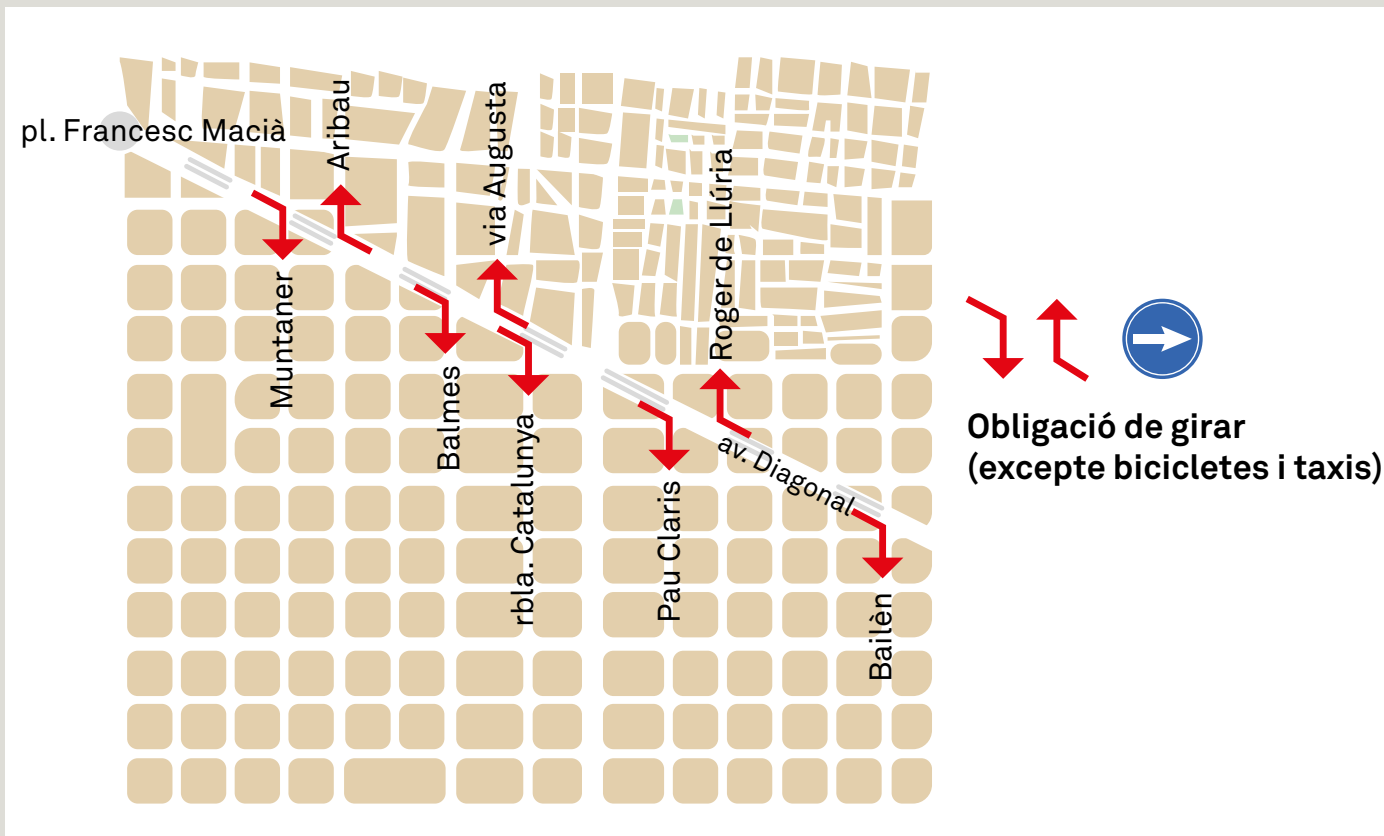 pl. Francesc Macià
Aribau
via Augusta
Roger de Llúria
Muntaner
Balmes
rbla. Catalunya
Pau Claris
av. Diagonal
Bailèn
Obligació de girar
(excepte bicicletes i taxis)